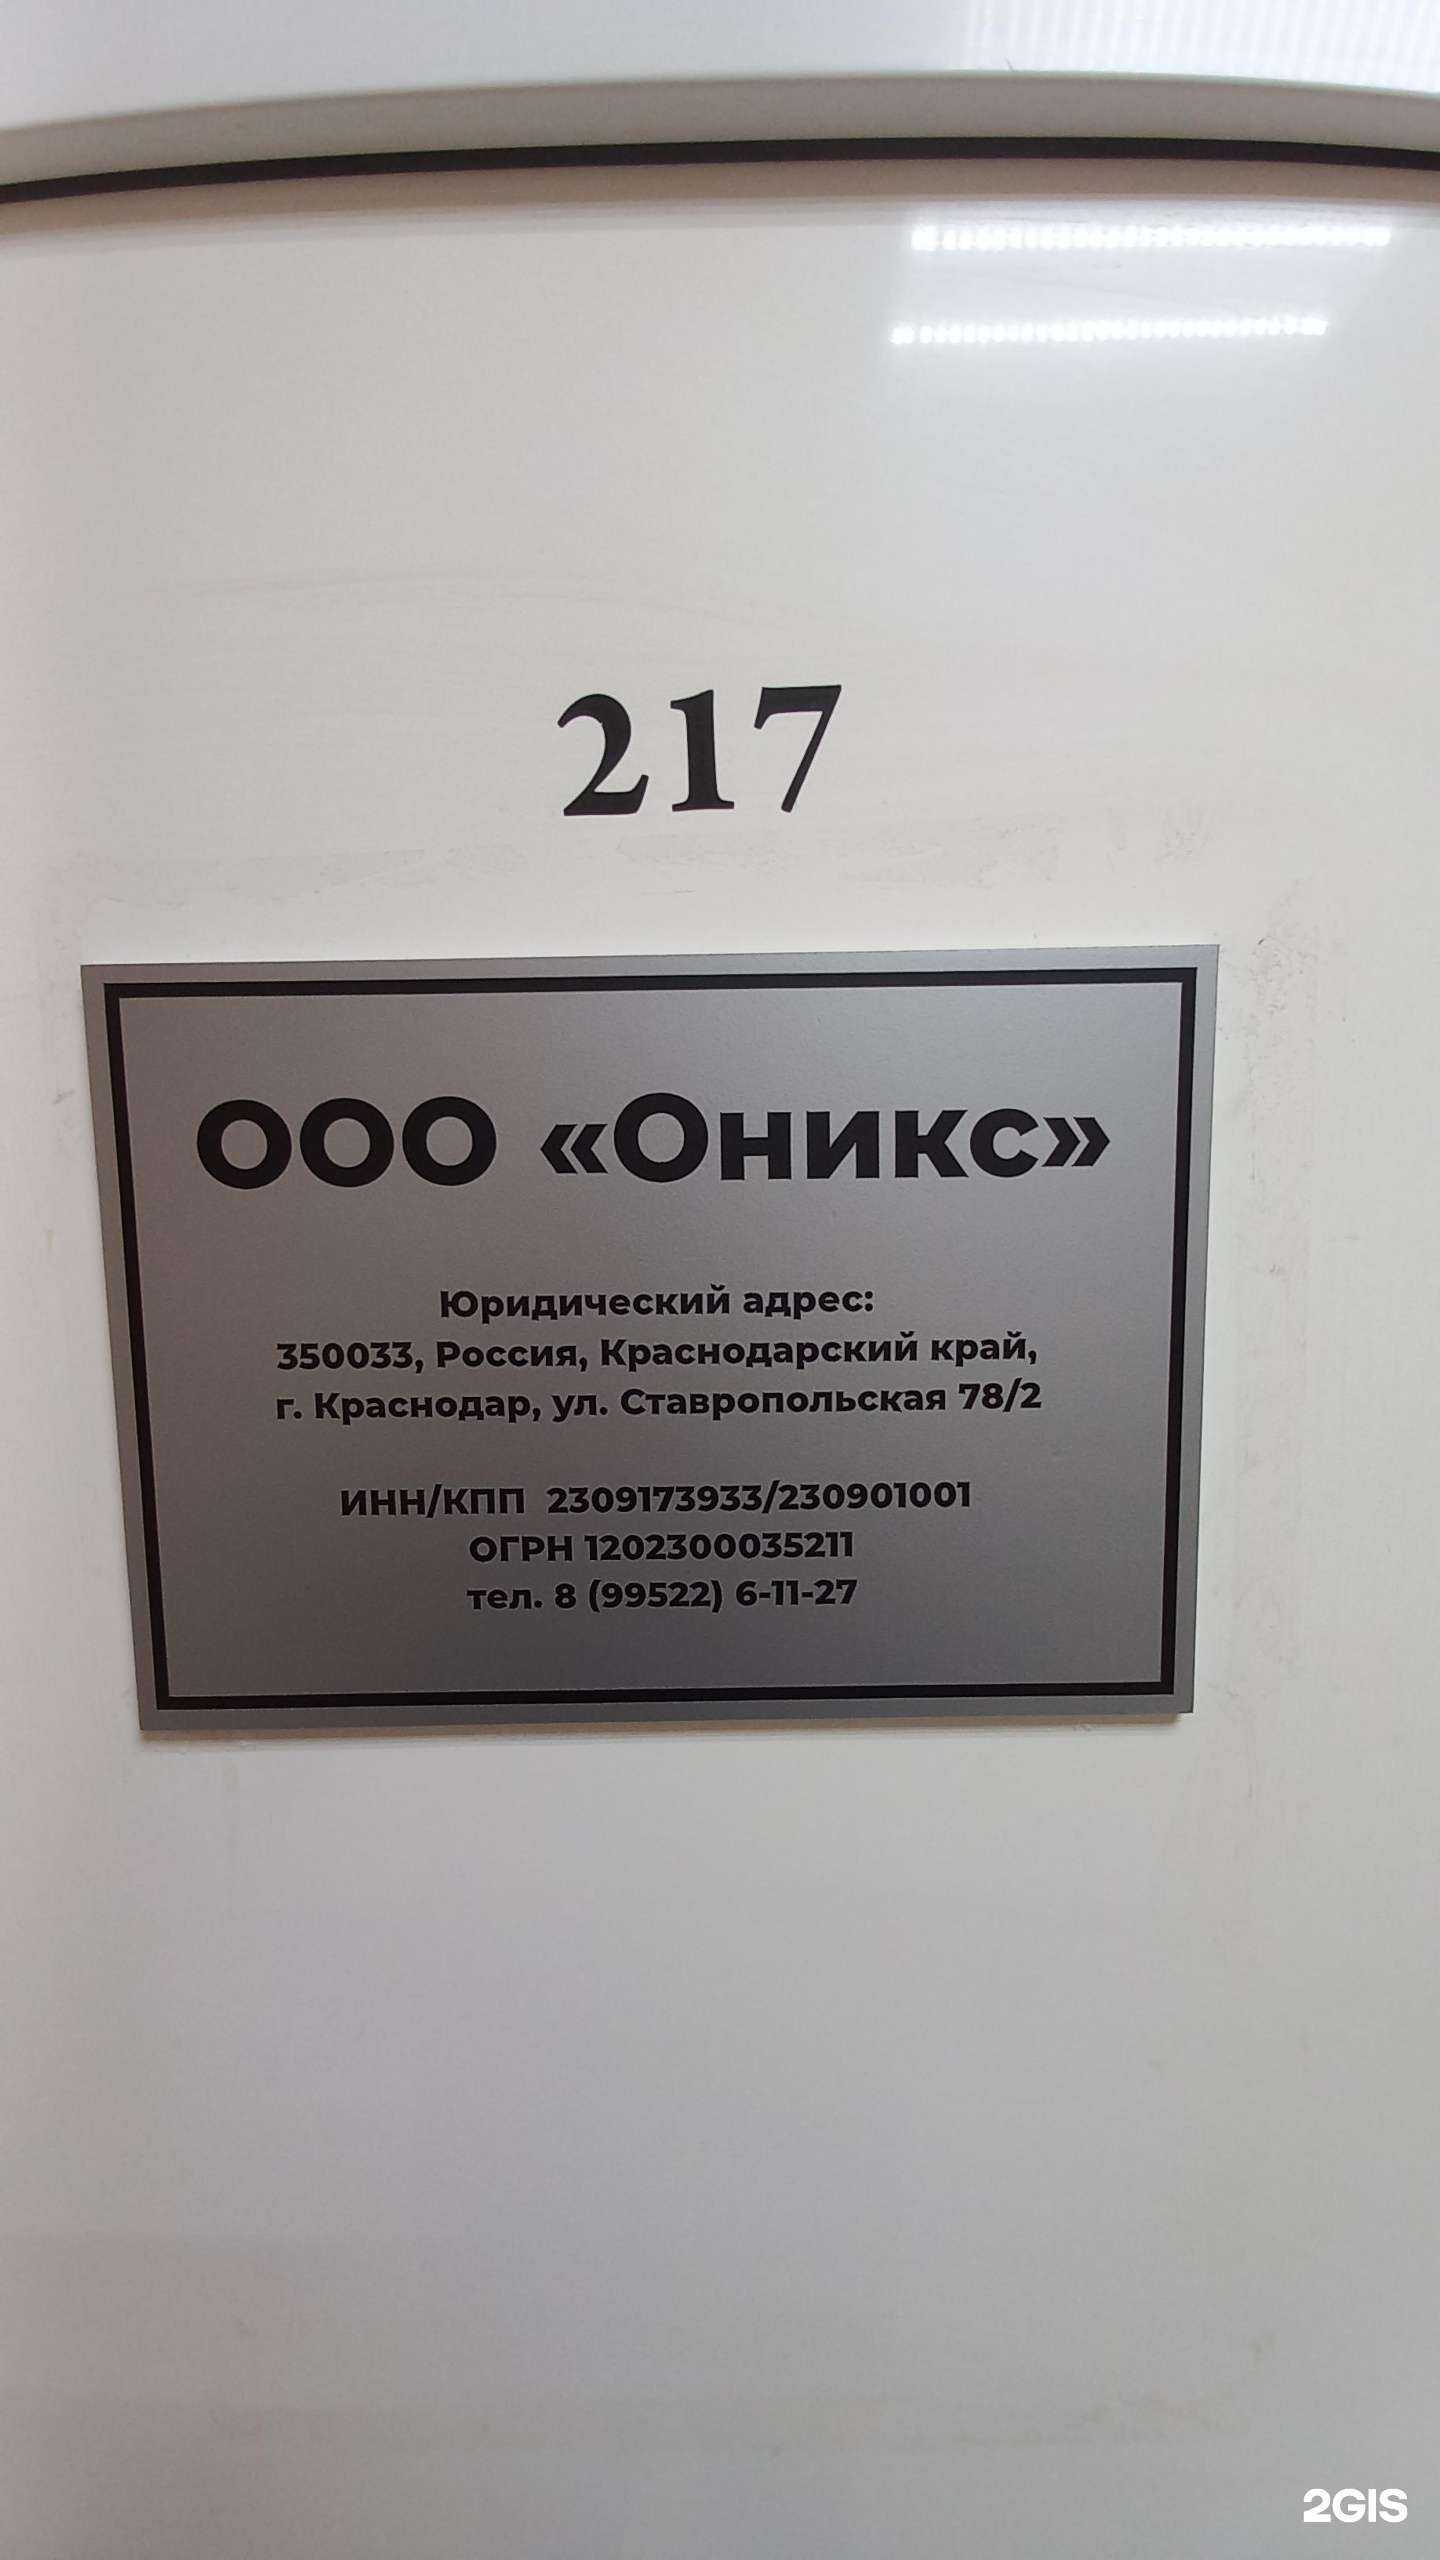 217
ООО «Оникс»
Юридический адрес:
350033, Россия, Краснодарский край,
г. Краснодар, ул. Ставропольская 78/2
ИНН/КПП 2309173933/230901001
ОГРН 1202300035211
тел. 8 (99522) 6-11-27
2GIS